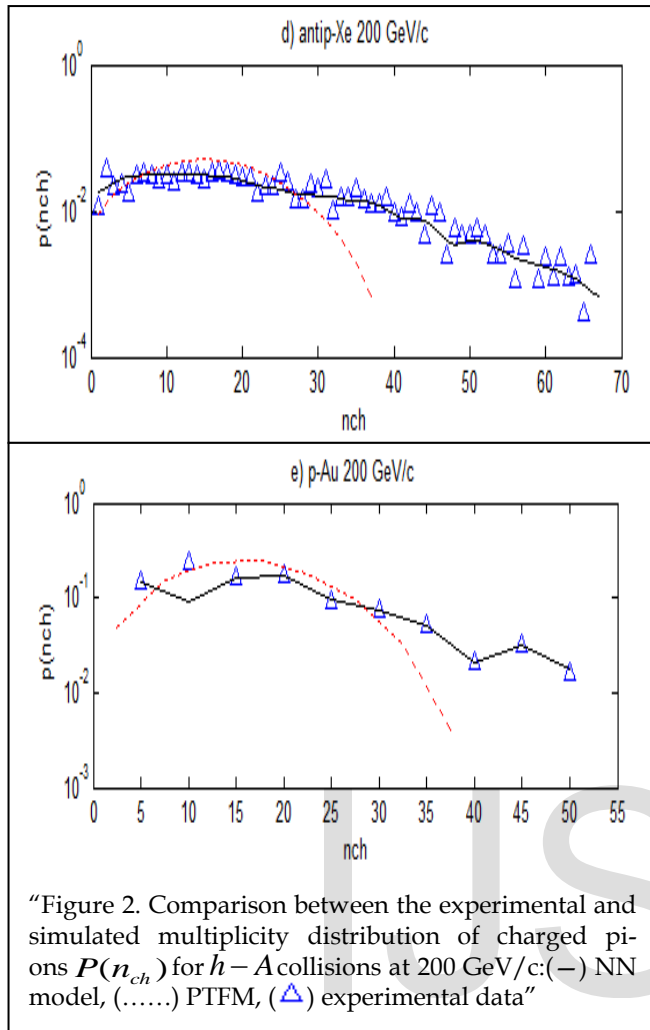 d) antip-Xe 200 GeV/c
10^0
10^-2
10^-4
p(nch)
0 10 20 30 40 50 60 70
nch
e) p-Au 200 GeV/c
10^0
10^-1
10^-2
10^-3
p(nch)
0 5 10 15 20 25 30 35 40 45 50 55
nch
IJS
“Figure 2. Comparison between the experimental and
simulated multiplicity distribution of charged pi-
ons P(n_ch) for h − A collisions at 200 GeV/c:(−) NN
model, (……) PTFM, (△) experimental data”